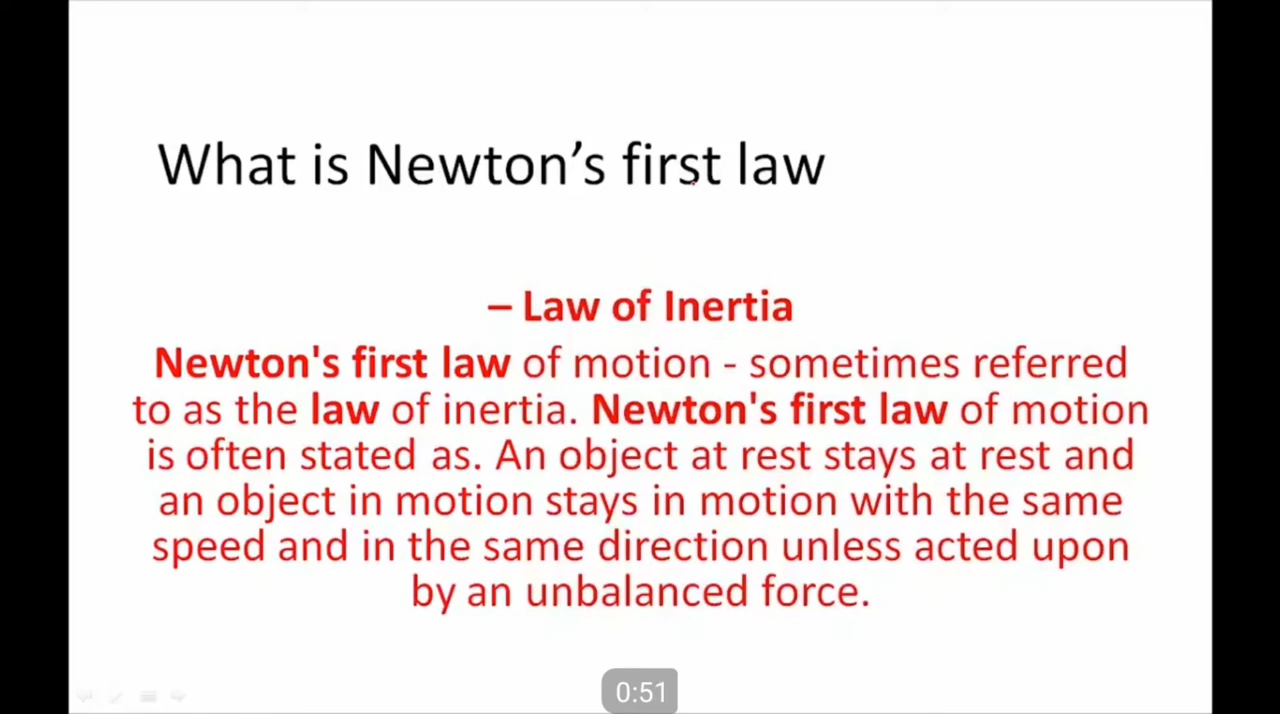 What is Newton’s first law
– Law of Inertia
Newton's first law of motion - sometimes referred
to as the law of inertia. Newton's first law of motion
is often stated as. An object at rest stays at rest and
an object in motion stays in motion with the same
speed and in the same direction unless acted upon
by an unbalanced force.
0:51